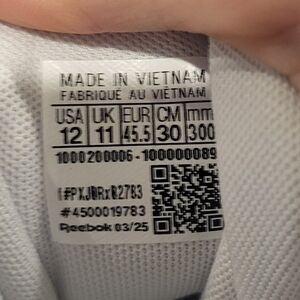 MADE IN VIETNAM
FABRIQUÉ AU VIETNAM
USA UK EUR CM mm
12 11 45.5 30 300
1000200006-100000089
#4500019783
Reebok 03/25